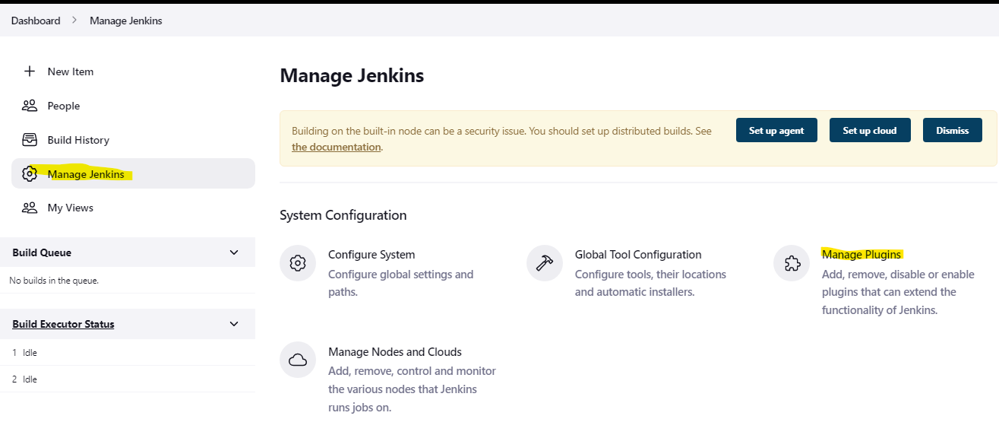 Dashboard > Manage Jenkins
New Item
People
Build History
Manage Jenkins
My Views
Build Queue
No builds in the queue.
Build Executor Status
1 Idle
2 Idle
Manage Jenkins
Building on the built-in node can be a security issue. You should set up distributed builds. See
the documentation.
Set up agent
Set up cloud
Dismiss
System Configuration
Configure System
Configure global settings and
paths.
Global Tool Configuration
Configure tools, their locations
and automatic installers.
Manage Plugins
Add, remove, disable or enable
plugins that can extend the
functionality of Jenkins.
Manage Nodes and Clouds
Add, remove, control and monitor
the various nodes that Jenkins
runs jobs on.